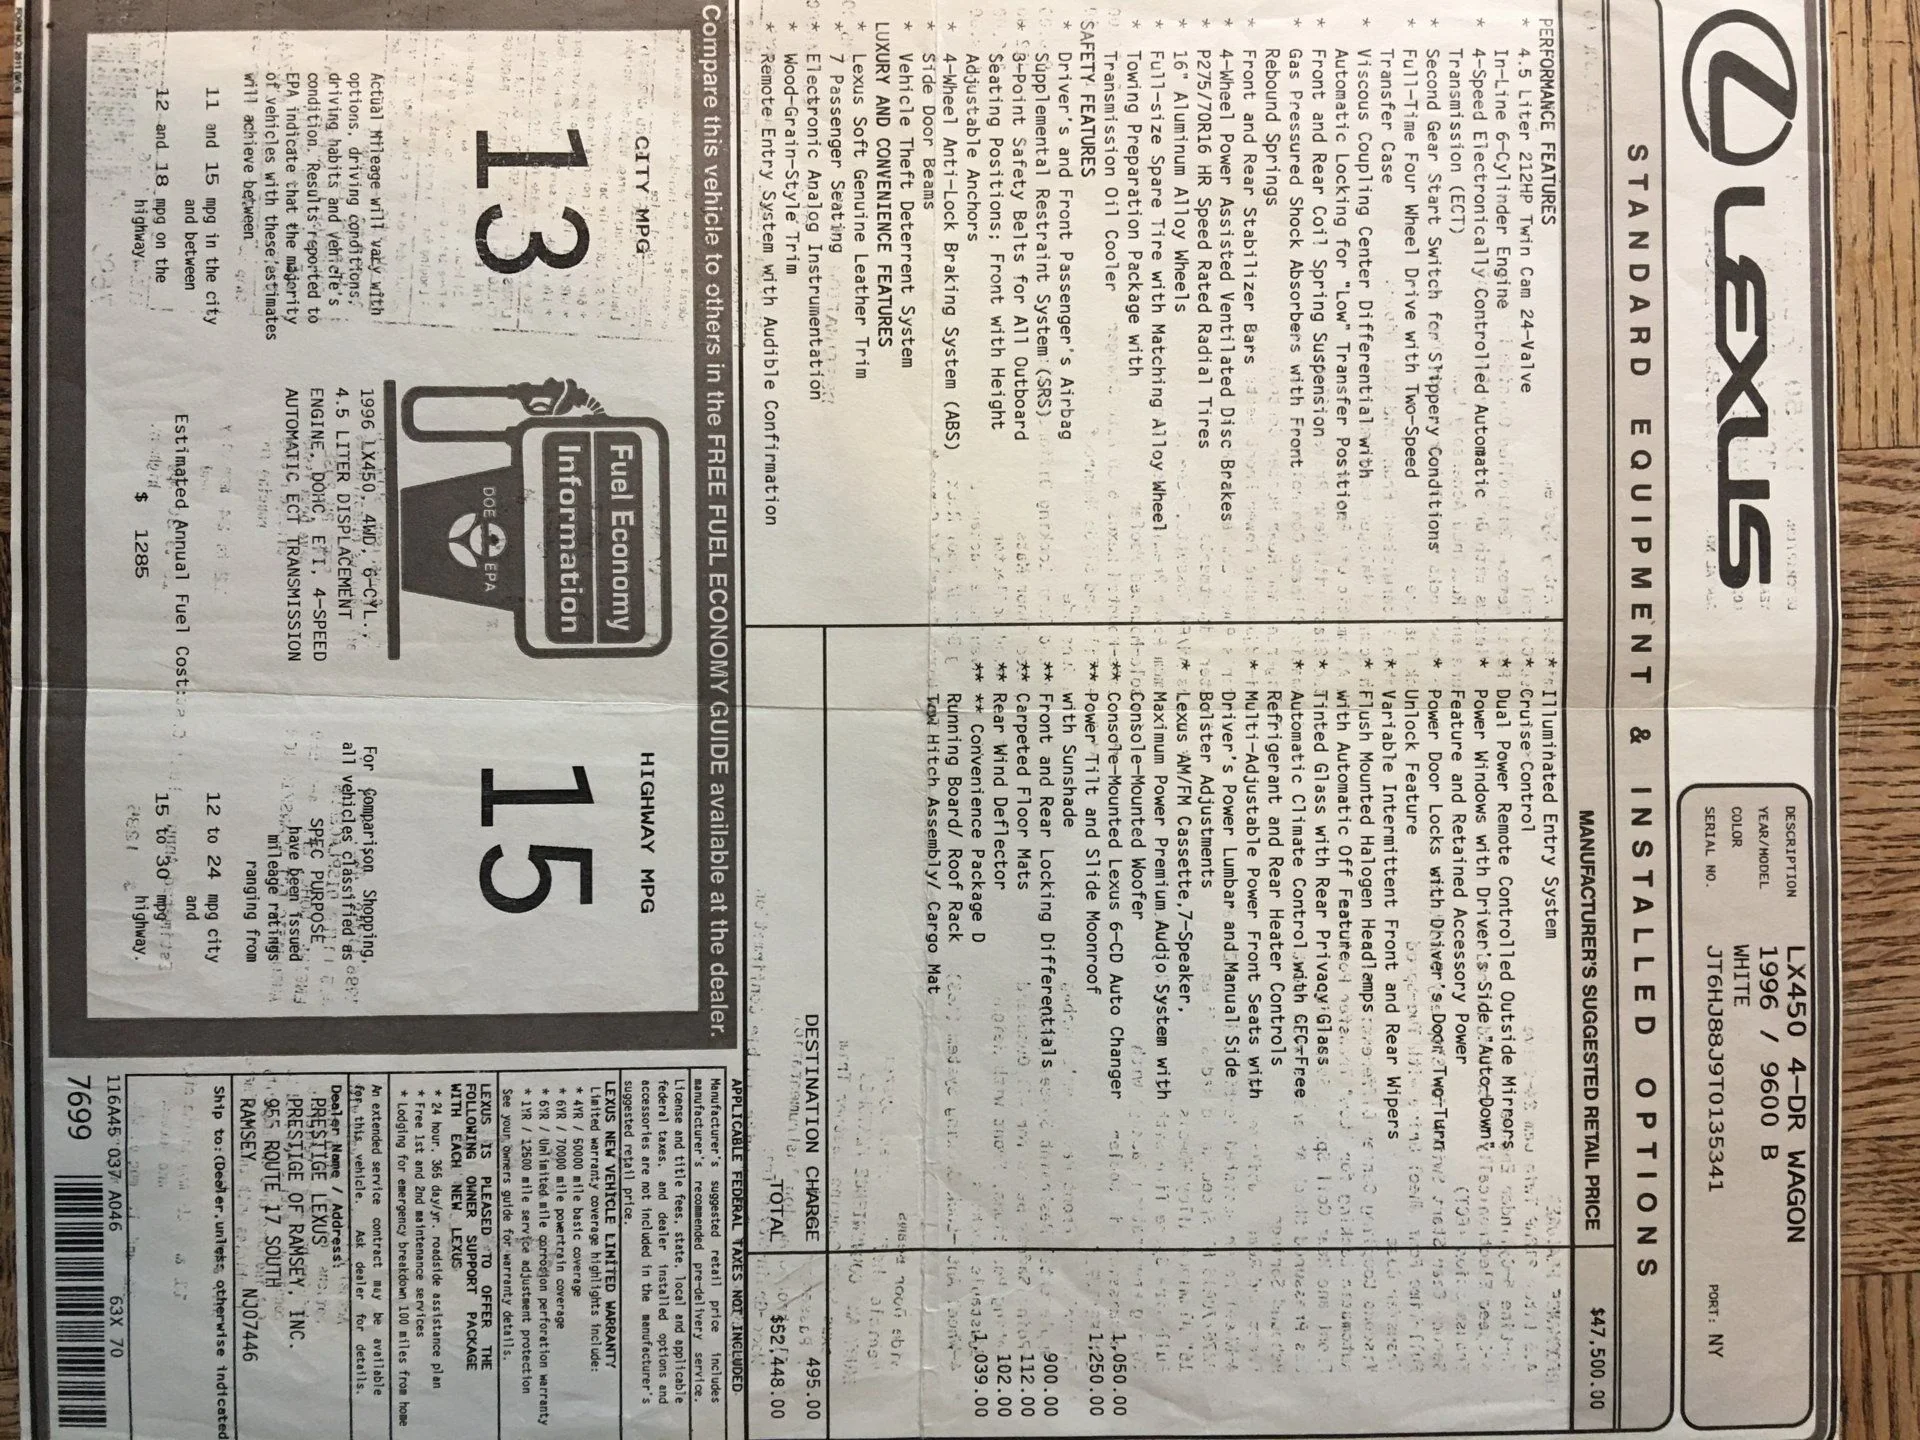 LEXUS
DESCRIPTION LX450 4-DR WAGON
YEAR/MODEL 1996 / 9600 B
COLOR WHITE
SERIAL NO. JT6HJ88J9T0135341 PORT: NY
STANDARD EQUIPMENT & INSTALLED OPTIONS
MANUFACTURER'S SUGGESTED RETAIL PRICE $47,500.00
PERFORMANCE FEATURES
* 4.5 Liter 212HP Twin Cam 24-Valve
In-Line 6-Cylinder Engine
* 4-Speed Electronically Controlled Automatic
Transmission (ECT)
* Second Gear Start Switch for Slippery Conditions
* Full-Time Four Wheel Drive with Two-Speed
Transfer Case
* Viscous Coupling Center Differential with
Automatic Locking for "Low" Transfer Position
* Front and Rear Coil Spring Suspension
* Gas Pressured Shock Absorbers with Front
Rebound Springs
* Front and Rear Stabilizer Bars
* 4-Wheel Power Assisted Ventilated Disc Brakes
* P275/70R16 HR Speed Rated Radial Tires
* 16" Aluminum Alloy Wheels
* Full-size Spare Tire with Matching Alloy Wheel
* Towing Preparation Package with
Transmission Oil Cooler
SAFETY FEATURES
* Driver's and Front Passenger's Airbag
Supplemental Restraint System (SRS)
* 3-Point Safety Belts for All Outboard
Seating Positions; Front with Height
Adjustable Anchors
* 4-Wheel Anti-Lock Braking System (ABS)
* Side Door Beams
* Vehicle Theft Deterrent System
LUXURY AND CONVENIENCE FEATURES
* Lexus Soft Genuine Leather Trim
* 7 Passenger Seating
* Electronic Analog Instrumentation
* Wood-Grain-Style Trim
* Remote Entry System with Audible Confirmation
* Illuminated Entry System
* Cruise Control
* Dual Power Remote Controlled Outside Mirrors
* Power Windows with Driver's Side "Auto-Down"
Feature and Retained Accessory Power
* Power Door Locks with Driver's Door Two-Turn
Unlock Feature
* Variable Intermittent Front and Rear Wipers
* Flush Mounted Halogen Headlamps
with Automatic Off Feature
* Tinted Glass with Rear Privacy Glass
* Automatic Climate Control with CFC-Free
Refrigerant and Rear Heater Controls
* Multi-Adjustable Power Front Seats with
Driver's Power Lumbar and Manual Side
Bolster Adjustments
* Lexus AM/FM Cassette, 7-Speaker,
Maximum Power Premium Audio System with
Console-Mounted Woofer
** Console-Mounted Lexus 6-CD Auto Changer 1,050.00
** Power Tilt and Slide Moonroof 1,250.00
with Sunshade
** Front and Rear Locking Differentials 900.00
** Carpeted Floor Mats 112.00
** Rear Wind Deflector 102.00
** ** Convenience Package D 1,039.00
Running Board/ Roof Rack
Tow Hitch Assembly/ Cargo Mat
DESTINATION CHARGE 495.00
TOTAL $52,448.00
Compare this vehicle to others in the FREE FUEL ECONOMY GUIDE available at the dealer.
CITY MPG
13
Fuel Economy
Information
DOE EPA
HIGHWAY MPG
15
Actual Mileage will vary with
options, driving conditions,
driving habits and vehicle's
condition. Results reported to
EPA indicate that the majority
of vehicles with these estimates
will achieve between
11 and 15 mpg in the city
and between
12 and 18 mpg on the
highway.
1996 LX450, 4WD, 6-CYL.,
4.5 LITER DISPLACEMENT
ENGINE, DOHC, EFI, 4-SPEED
AUTOMATIC ECT TRANSMISSION
Estimated Annual Fuel Cost:
$ 1285
For Comparison Shopping,
all vehicles classified as
SPEC PURPOSE
have been issued
mileage ratings
ranging from
12 to 24 mpg city
and
15 to 30 mpg
highway.
APPLICABLE FEDERAL TAXES NOT INCLUDED
Manufacturer's suggested retail price includes
manufacturer's recommended pre-delivery service.
License and title fees, state, local and applicable
federal taxes, and dealer installed options and
accessories are not included in the manufacturer's
suggested retail price.
LEXUS NEW VEHICLE LIMITED WARRANTY
Limited warranty coverage highlights include:
* 4YR / 50000 mile basic coverage
* 6YR / 70000 mile powertrain coverage
* 6YR / Unlimited mile corrosion perforation warranty
* 1YR / 12500 mile service adjustment protection
See your owners guide for warranty details.
LEXUS IS PLEASED TO OFFER THE
FOLLOWING OWNER SUPPORT PACKAGE
WITH EACH NEW LEXUS
* 24 hour, 365 day/yr. roadside assistance plan
* Free 1st and 2nd maintenance services
* Lodging for emergency breakdown 100 miles from home
An extended service contract may be available
for this vehicle. Ask dealer for details.
Dealer Name / Address:
PRESTIGE LEXUS
PRESTIGE OF RAMSEY, INC.
955 ROUTE 17 SOUTH
RAMSEY, NJ07446
Ship to: (Dealer, unless otherwise indicated
116A45 037 A046 63X 70
7699